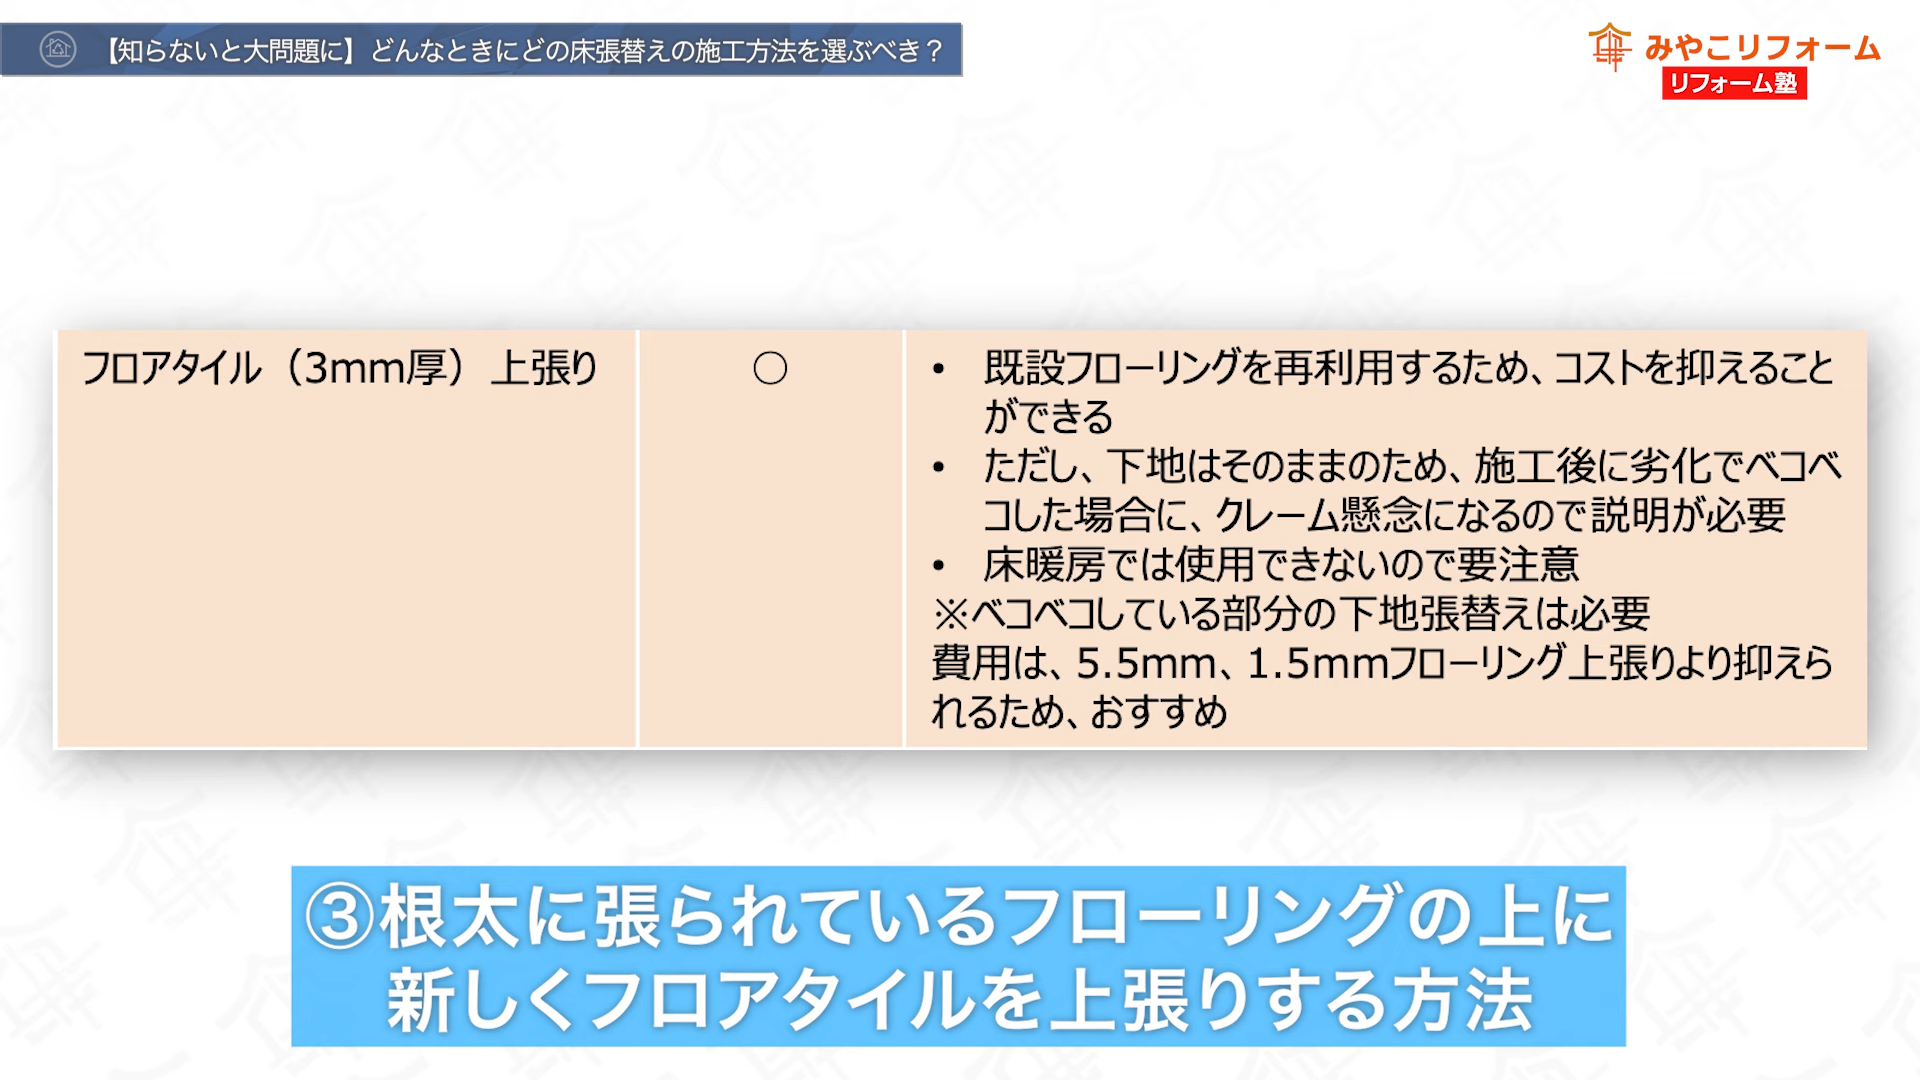 【知らないと大問題に】どんなときにどの床張替えの施工方法を選ぶべき？
みやこリフォーム
リフォーム塾
フロアタイル（3mm厚）上張り
○
• 既設フローリングを再利用するため、コストを抑えること
ができる
• ただし、下地はそのままのため、施工後に劣化でベコベ
コした場合に、クレーム懸念になるので説明が必要
• 床暖房では使用できないので要注意
※ベコベコしている部分の下地張替えは必要
費用は、5.5mm、1.5mmフローリング上張りより抑えら
れるため、おすすめ
③根太に張られているフローリングの上に
新しくフロアタイルを上張りする方法